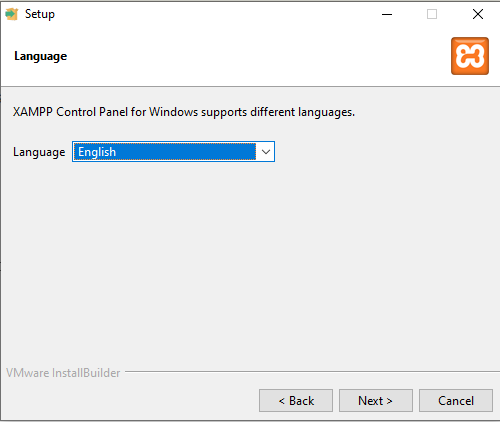 Setup
Language
XAMPP Control Panel for Windows supports different languages.
Language English
VMware InstallBuilder
< Back Next > Cancel